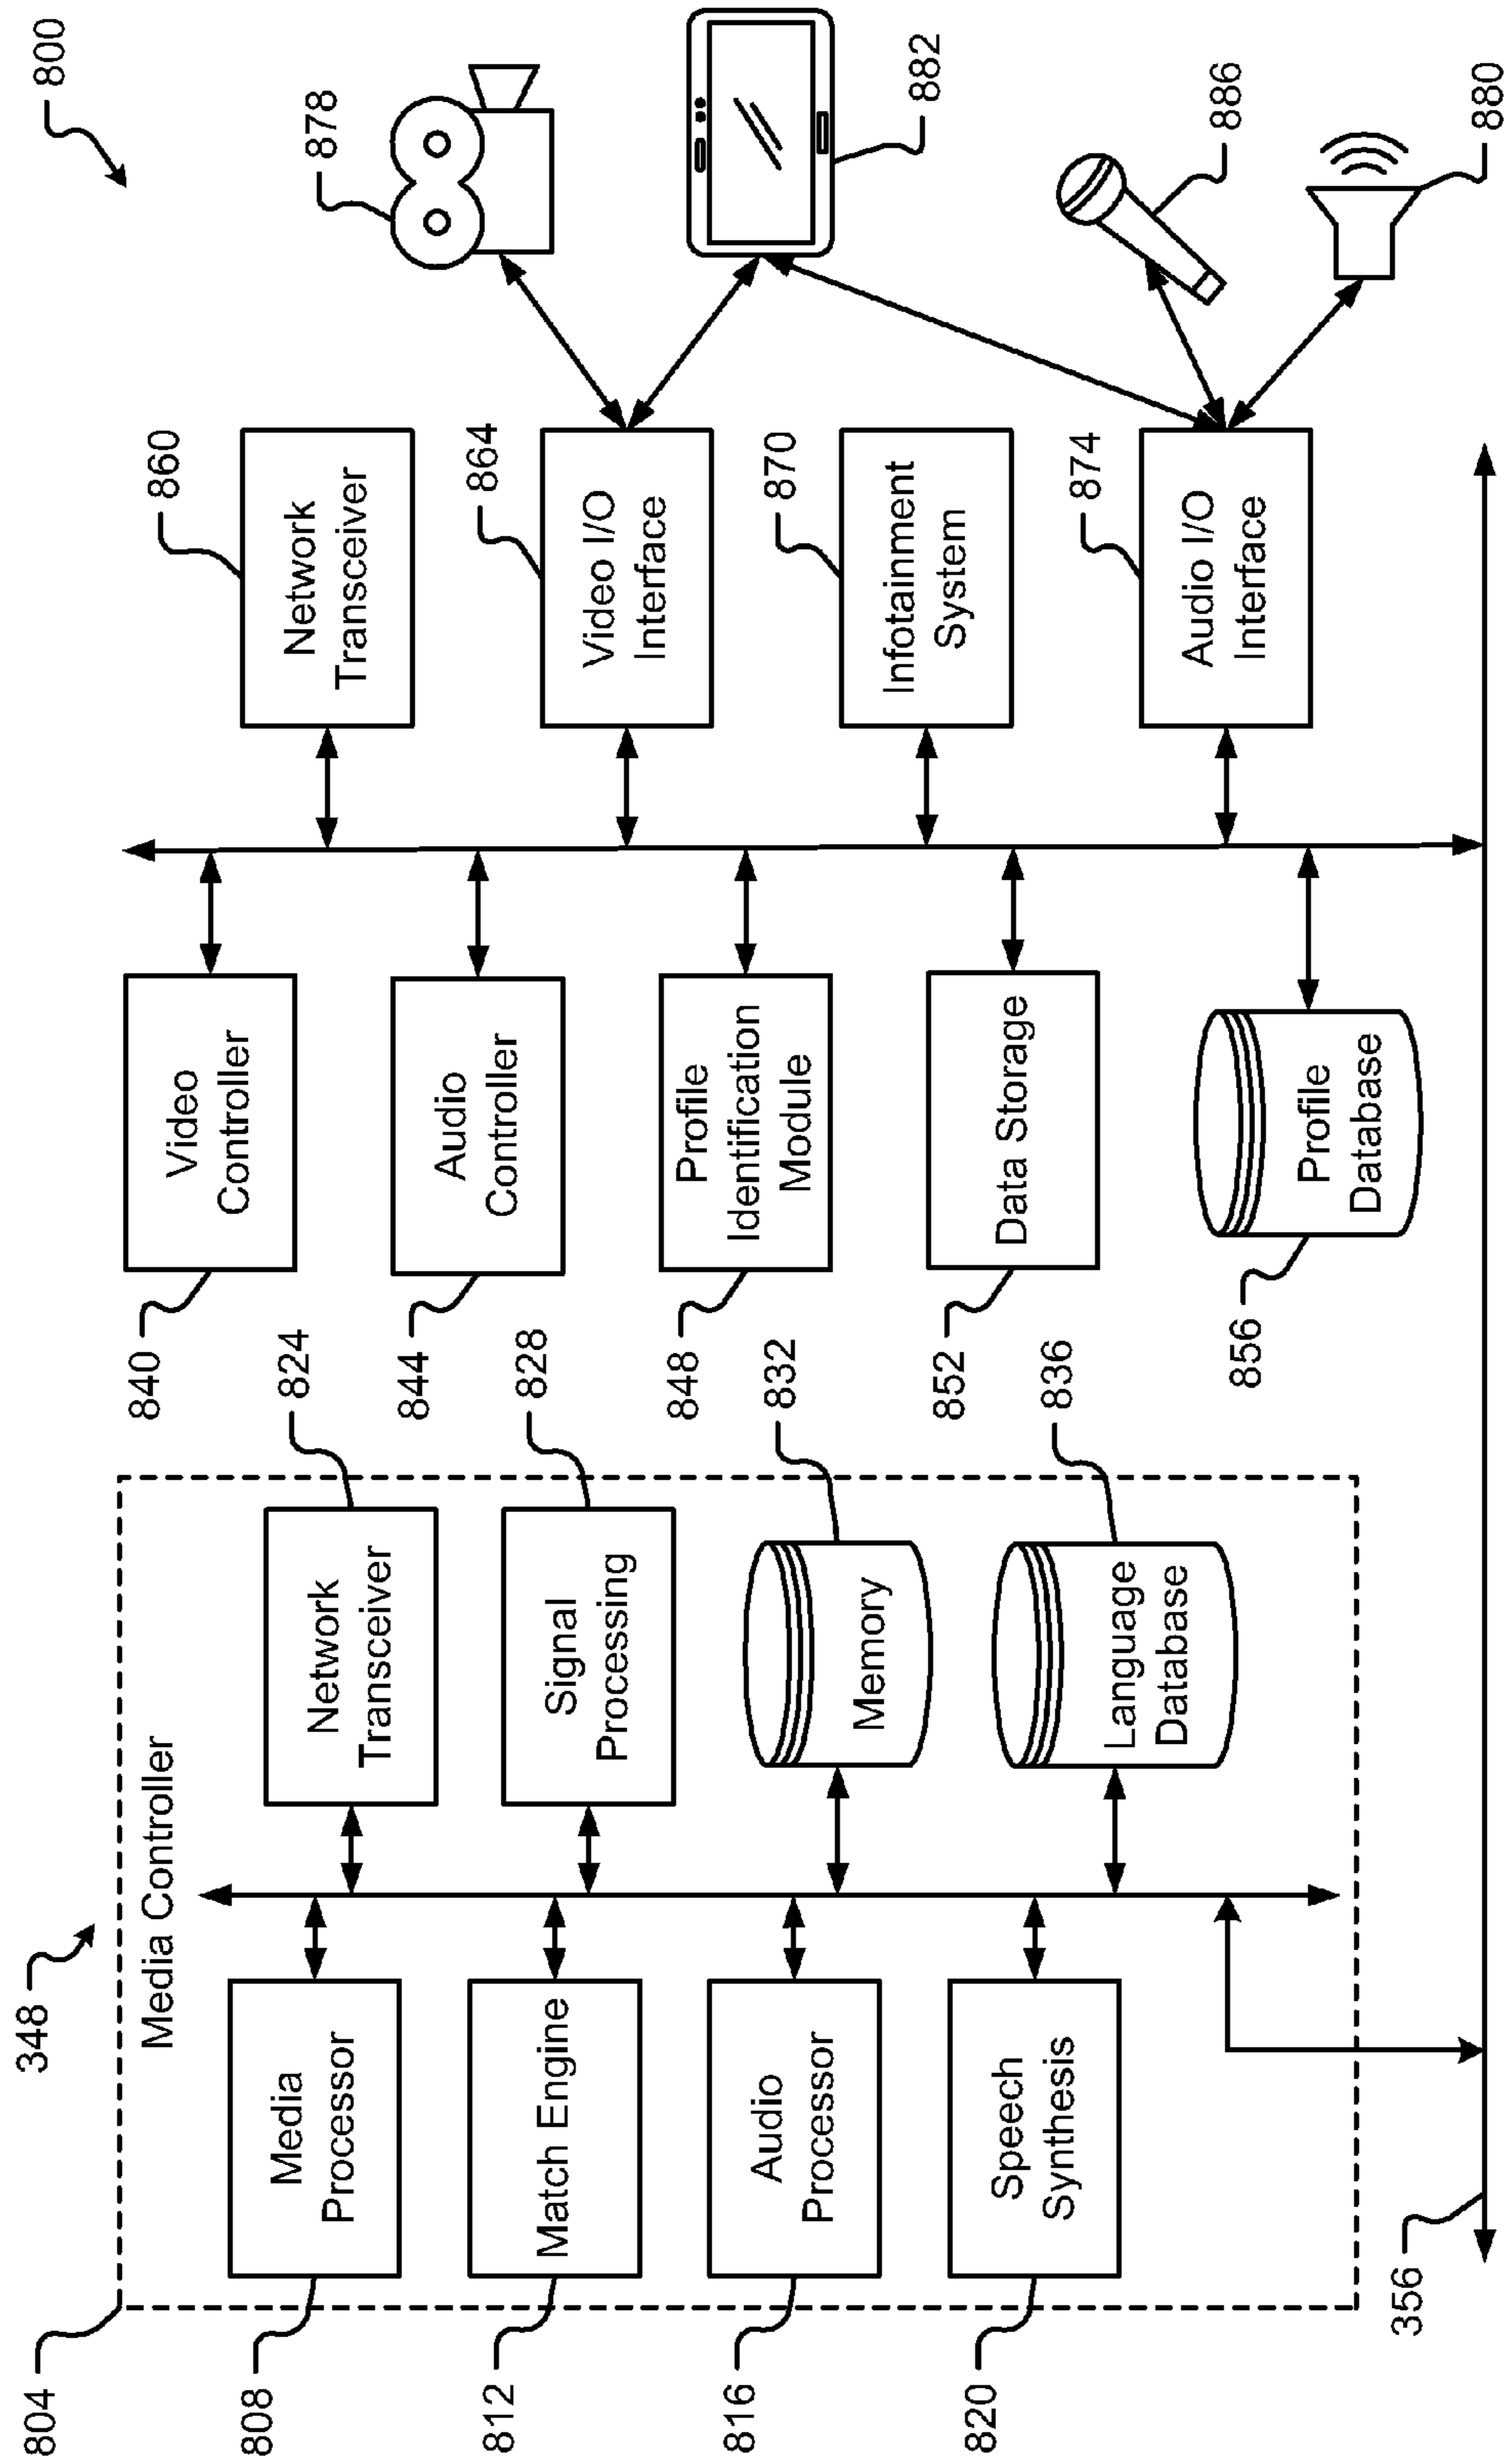 800
348
804
Media Controller
808
Media
Processor
812
Match Engine
816
Audio
Processor
820
Speech
Synthesis
824
Network
Transceiver
828
Signal
Processing
832
Memory
836
Language
Database
840
Video
Controller
844
Audio
Controller
848
Profile
Identification
Module
852
Data Storage
856
Profile
Database
860
Network
Transceiver
864
Video I/O
Interface
870
Infotainment
System
874
Audio I/O
Interface
878
882
886
880
356